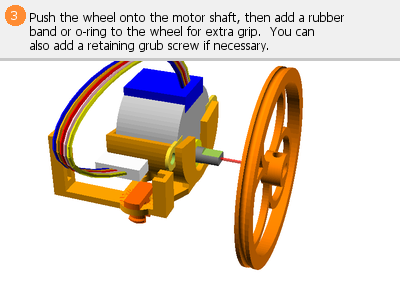 3 Push the wheel onto the motor shaft, then add a rubber
band or o-ring to the wheel for extra grip.  You can
also add a retaining grub screw if necessary.